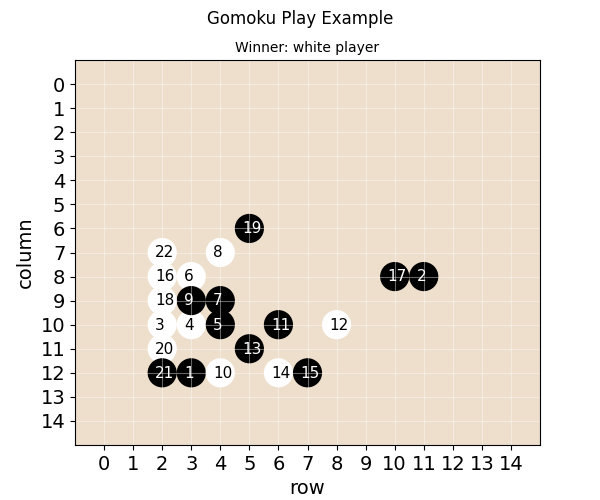 Gomoku Play Example
Winner: white player
0
1
2
3
4
5
6 19
7 22 8
8 16 6 17 2
9 18 9 7
10 3 4 5 11 12
11 20 13
12 21 1 10 14 15
13
14
0 1 2 3 4 5 6 7 8 9 10 11 12 13 14
column
row